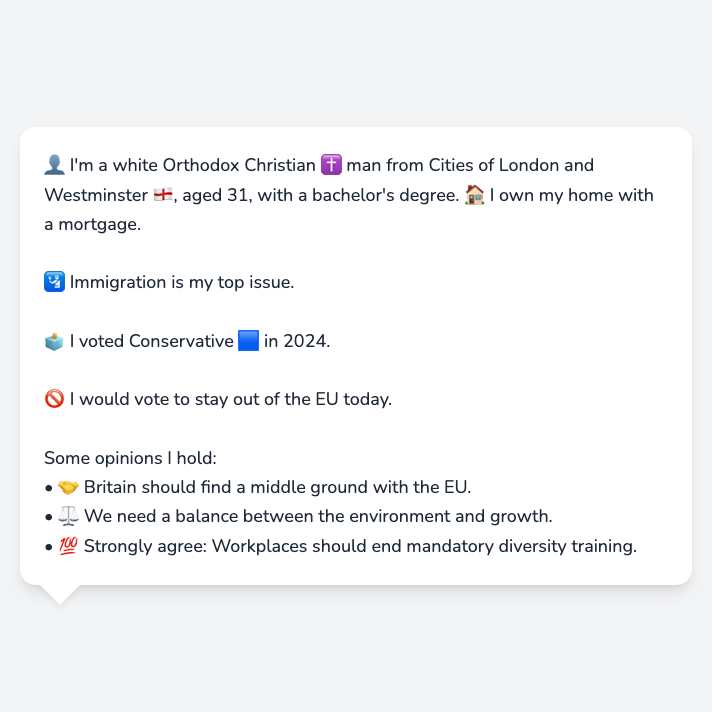 👤 I'm a white Orthodox Christian ✝️ man from Cities of London and
Westminster 🏴󠁧󠁢󠁥󠁮󠁧󠁿, aged 31, with a bachelor's degree. 🏠 I own my home with
a mortgage.
🛂 Immigration is my top issue.
🗳️ I voted Conservative 🟦 in 2024.
🚫 I would vote to stay out of the EU today.
Some opinions I hold:
• 🤝 Britain should find a middle ground with the EU.
• ⚖️ We need a balance between the environment and growth.
• 💯 Strongly agree: Workplaces should end mandatory diversity training.